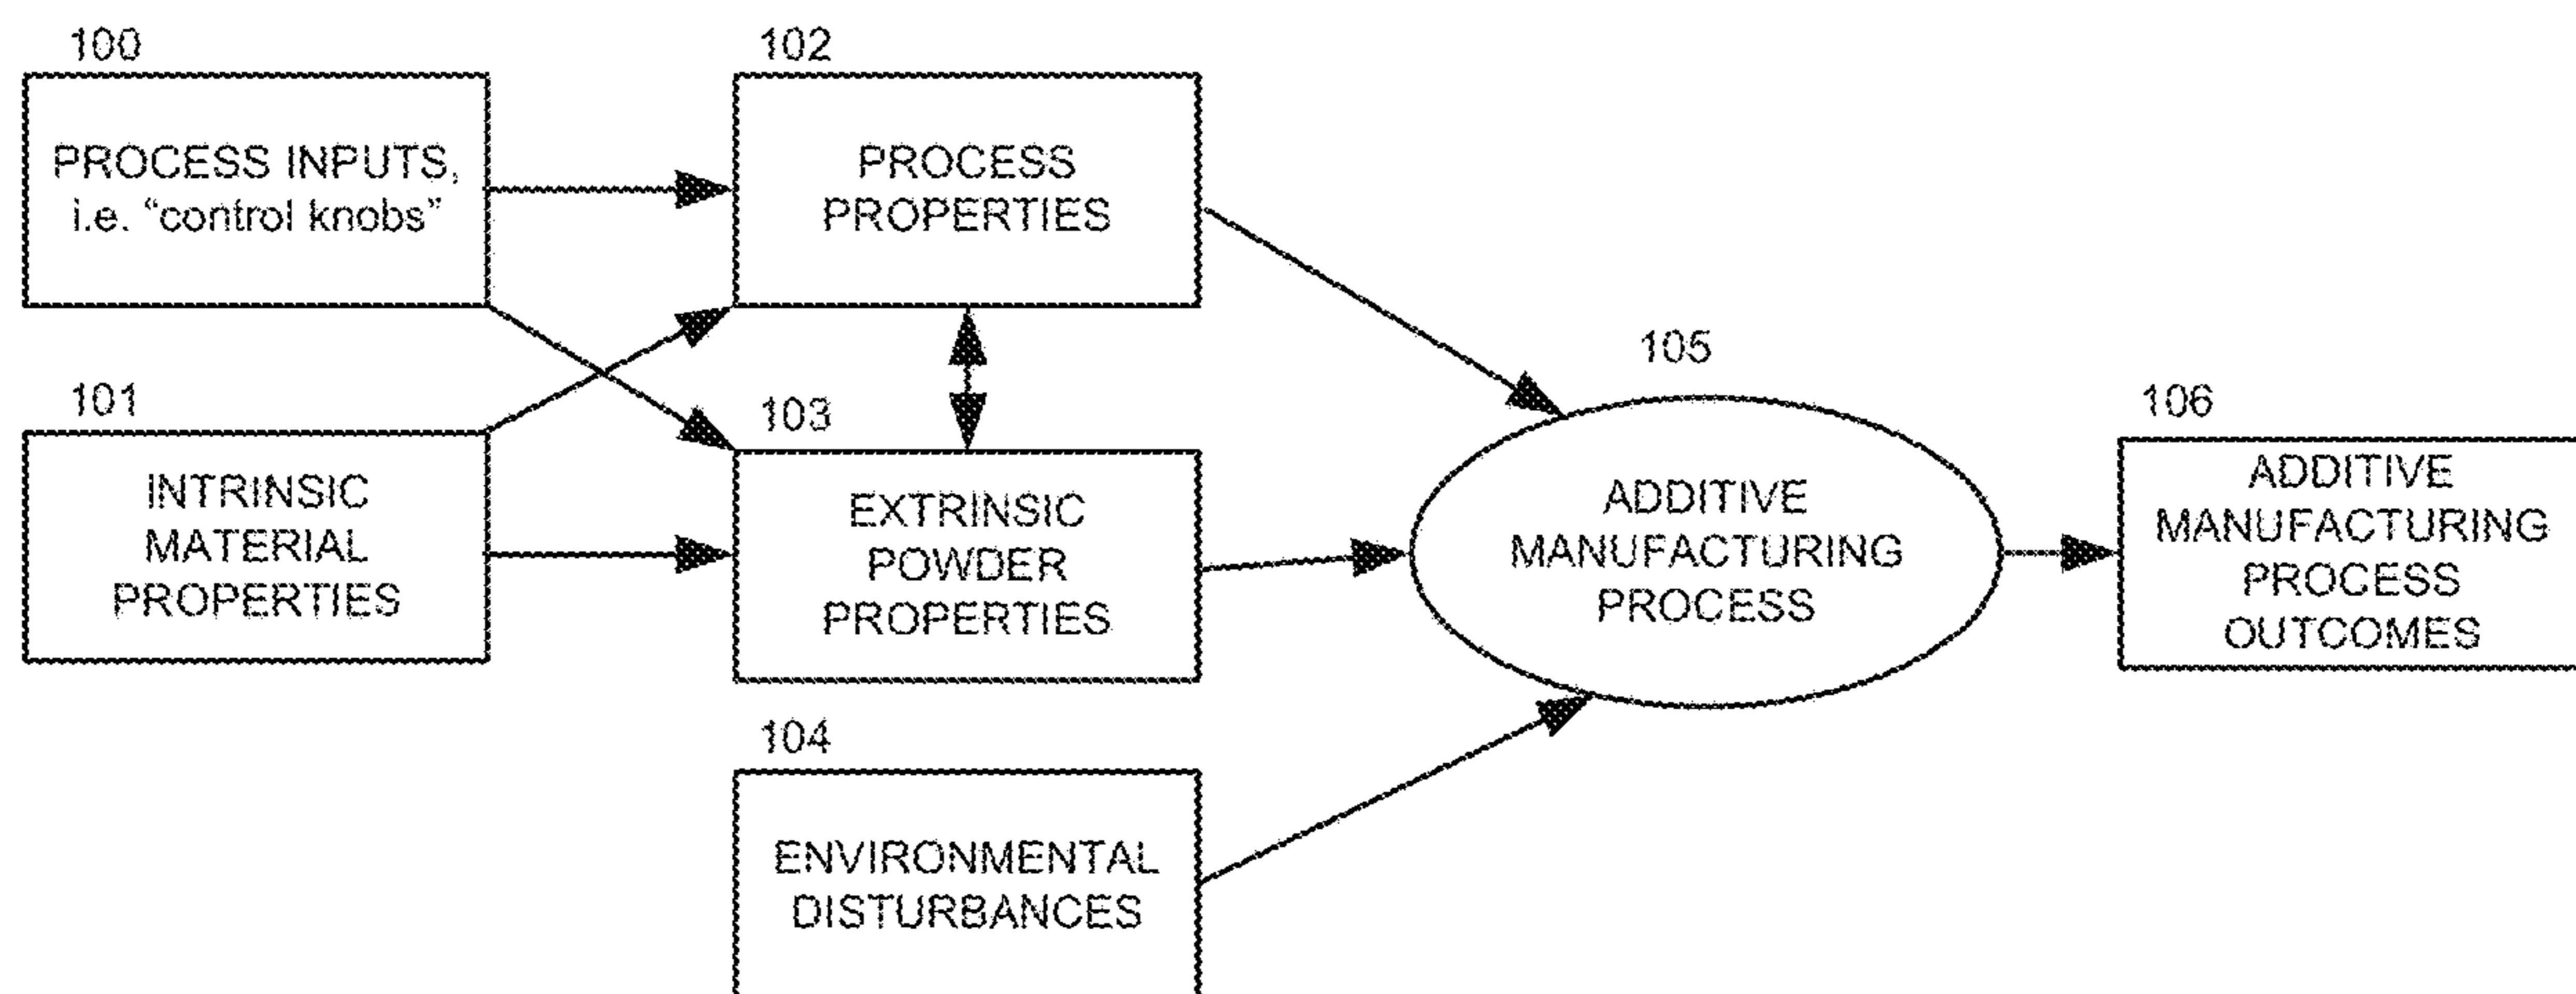 100
PROCESS INPUTS,
i.e. “control knobs”
102
PROCESS
PROPERTIES
101
INTRINSIC
MATERIAL
PROPERTIES
103
EXTRINSIC
POWDER
PROPERTIES
104
ENVIRONMENTAL
DISTURBANCES
105
ADDITIVE
MANUFACTURING
PROCESS
106
ADDITIVE
MANUFACTURING
PROCESS
OUTCOMES